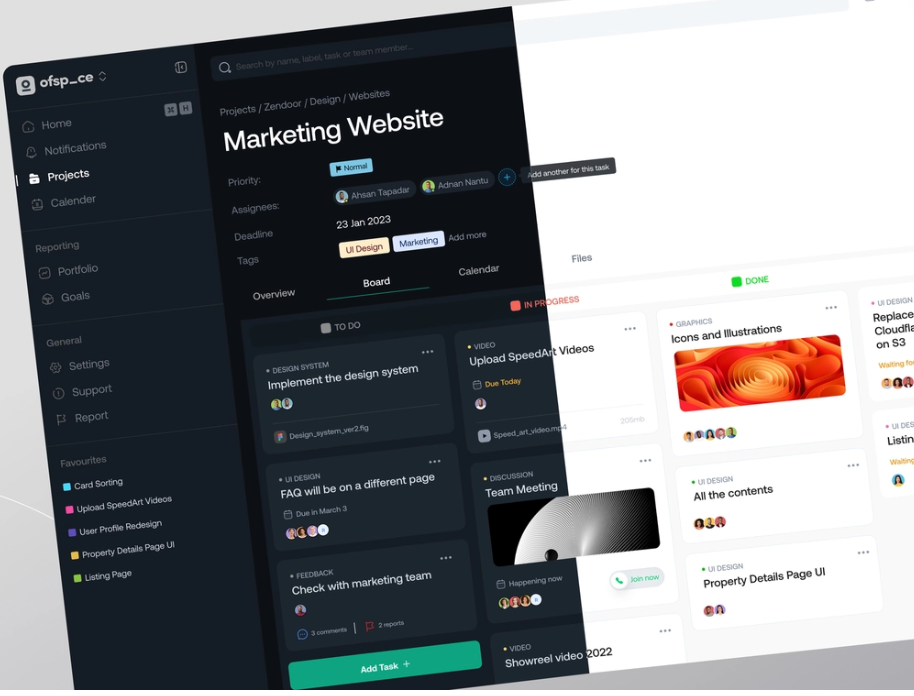 ofsp_ce
⌘ H
Home
Notifications
Projects
Calender
Reporting
Portfolio
Goals
General
Settings
Support
Report
Favourites
Card Sorting
Upload SpeedArt Videos
User Profile Redesign
Property Details Page UI
Listing Page
Search by name, label, task or team member...
Projects / Zendoor / Design / Websites
Marketing Website
Priority:
Normal
Assignees:
Ahsan Tapadar
Adnan Nantu
+
Add another for this task
Deadline
23 Jan 2023
Tags
UI Design
Marketing
Add more
Overview
Board
Calendar
Files
TO DO
DESIGN SYSTEM
Implement the design system
Design_system_ver2.fig
UI DESIGN
FAQ will be on a different page
Due in March 3
FEEDBACK
Check with marketing team
3 comments
2 reports
Add Task +
IN PROGRESS
VIDEO
Upload SpeedArt Videos
Due Today
Speed_art_video.mp4
205mb
DISCUSSION
Team Meeting
Happening now
Join now
VIDEO
Showreel video 2022
DONE
GRAPHICS
Icons and Illustrations
UI DESIGN
All the contents
UI DESIGN
Property Details Page UI
UI DESIGN
Replace
Cloudfla
on S3
Waiting fo
UI DES
Listin
Waiting